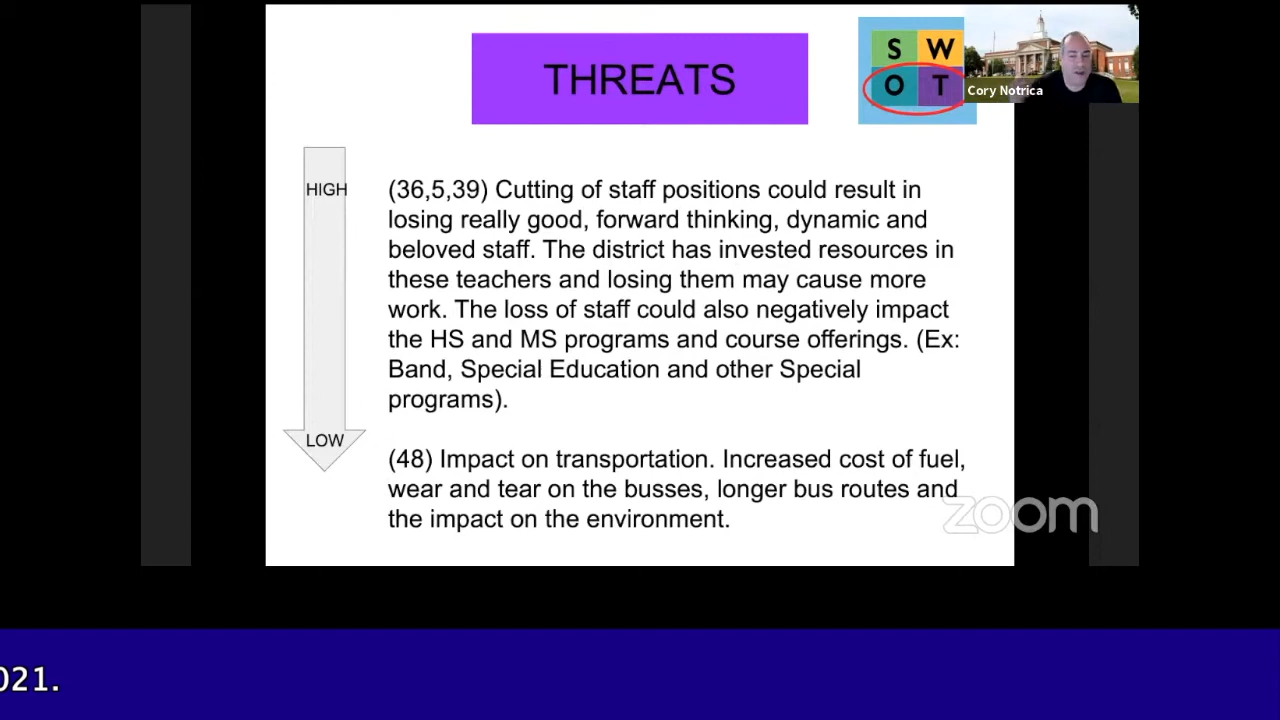 THREATS
S W
O T
Cory Notrica
HIGH
(36,5,39) Cutting of staff positions could result in
losing really good, forward thinking, dynamic and
beloved staff. The district has invested resources in
these teachers and losing them may cause more
work. The loss of staff could also negatively impact
the HS and MS programs and course offerings. (Ex:
Band, Special Education and other Special
programs).
LOW
(48) Impact on transportation. Increased cost of fuel,
wear and tear on the busses, longer bus routes and
the impact on the environment.
zoom
021.